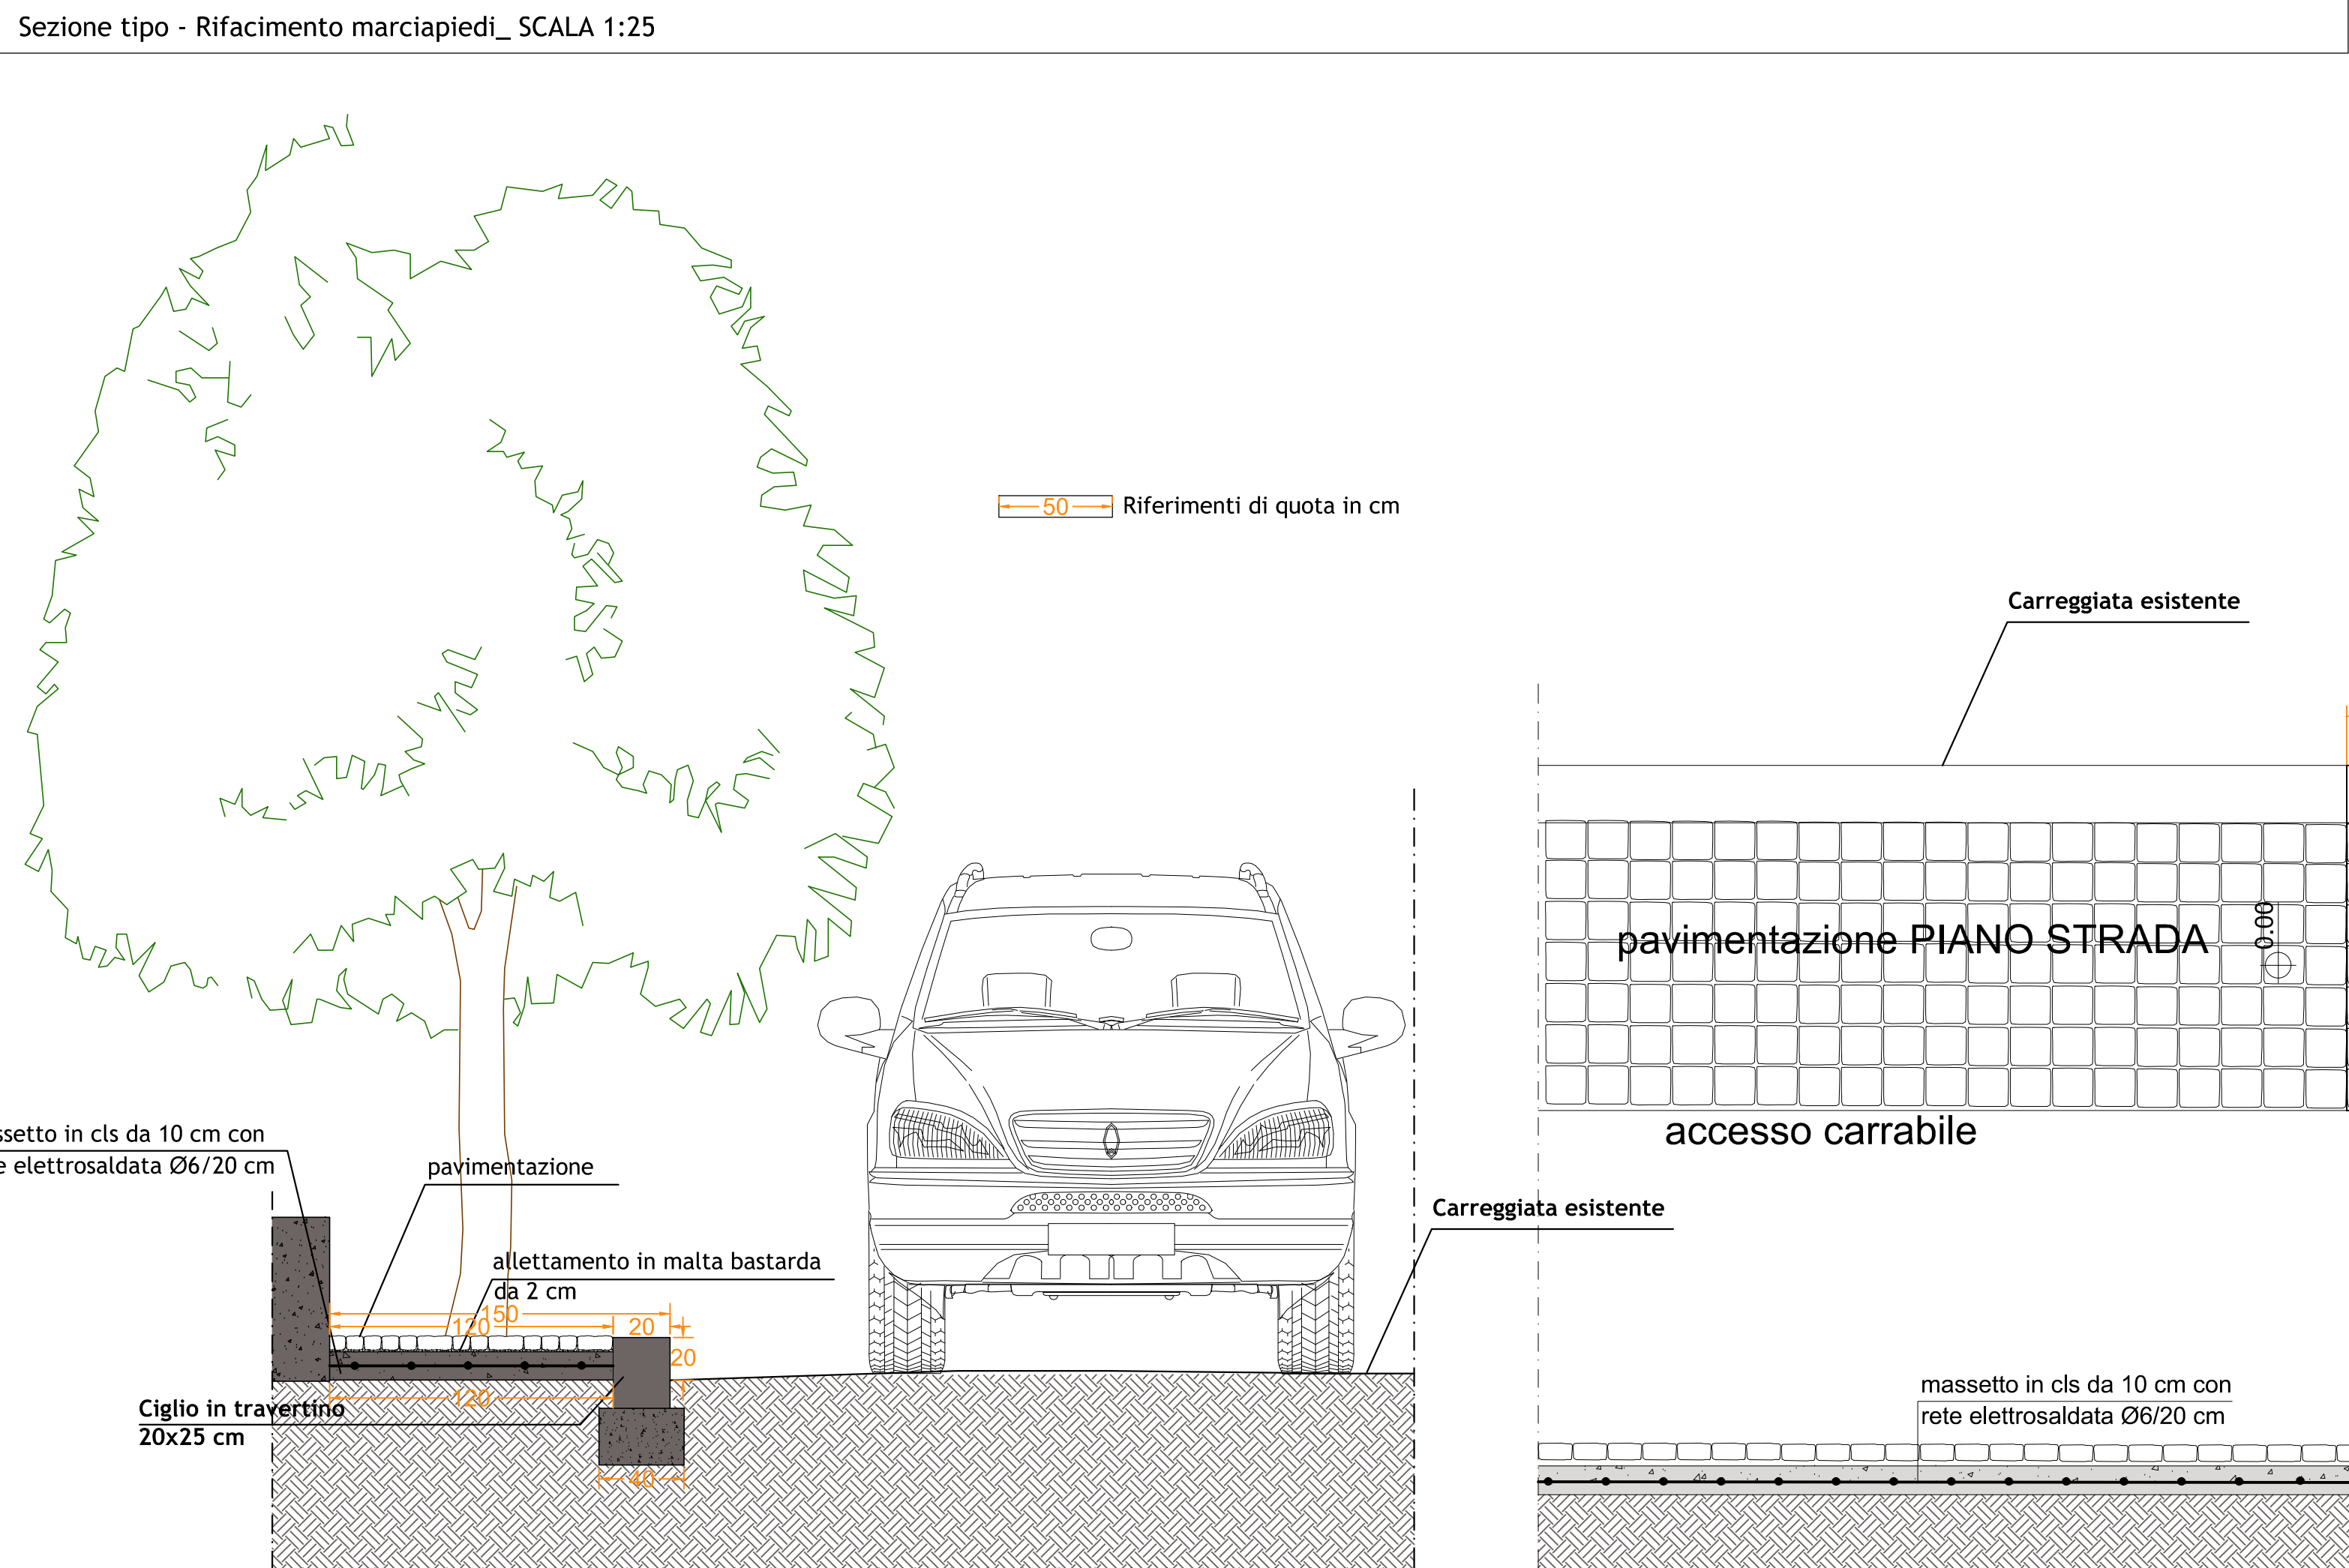 Sezione tipo - Rifacimento marciapiedi_ SCALA 1:25
50
Riferimenti di quota in cm
Carreggiata esistente
pavimentazione PIANO STRADA
0.00
accesso carrabile
cls da 10 cm con
elettrosaldata Ø6/20 cm
pavimentazione
Carreggiata esistente
allettamento in malta bastarda
da 2 cm
150
120
20
20
120
Ciglio in travertino
20x25 cm
40
massetto in cls da 10 cm con
rete elettrosaldata Ø6/20 cm